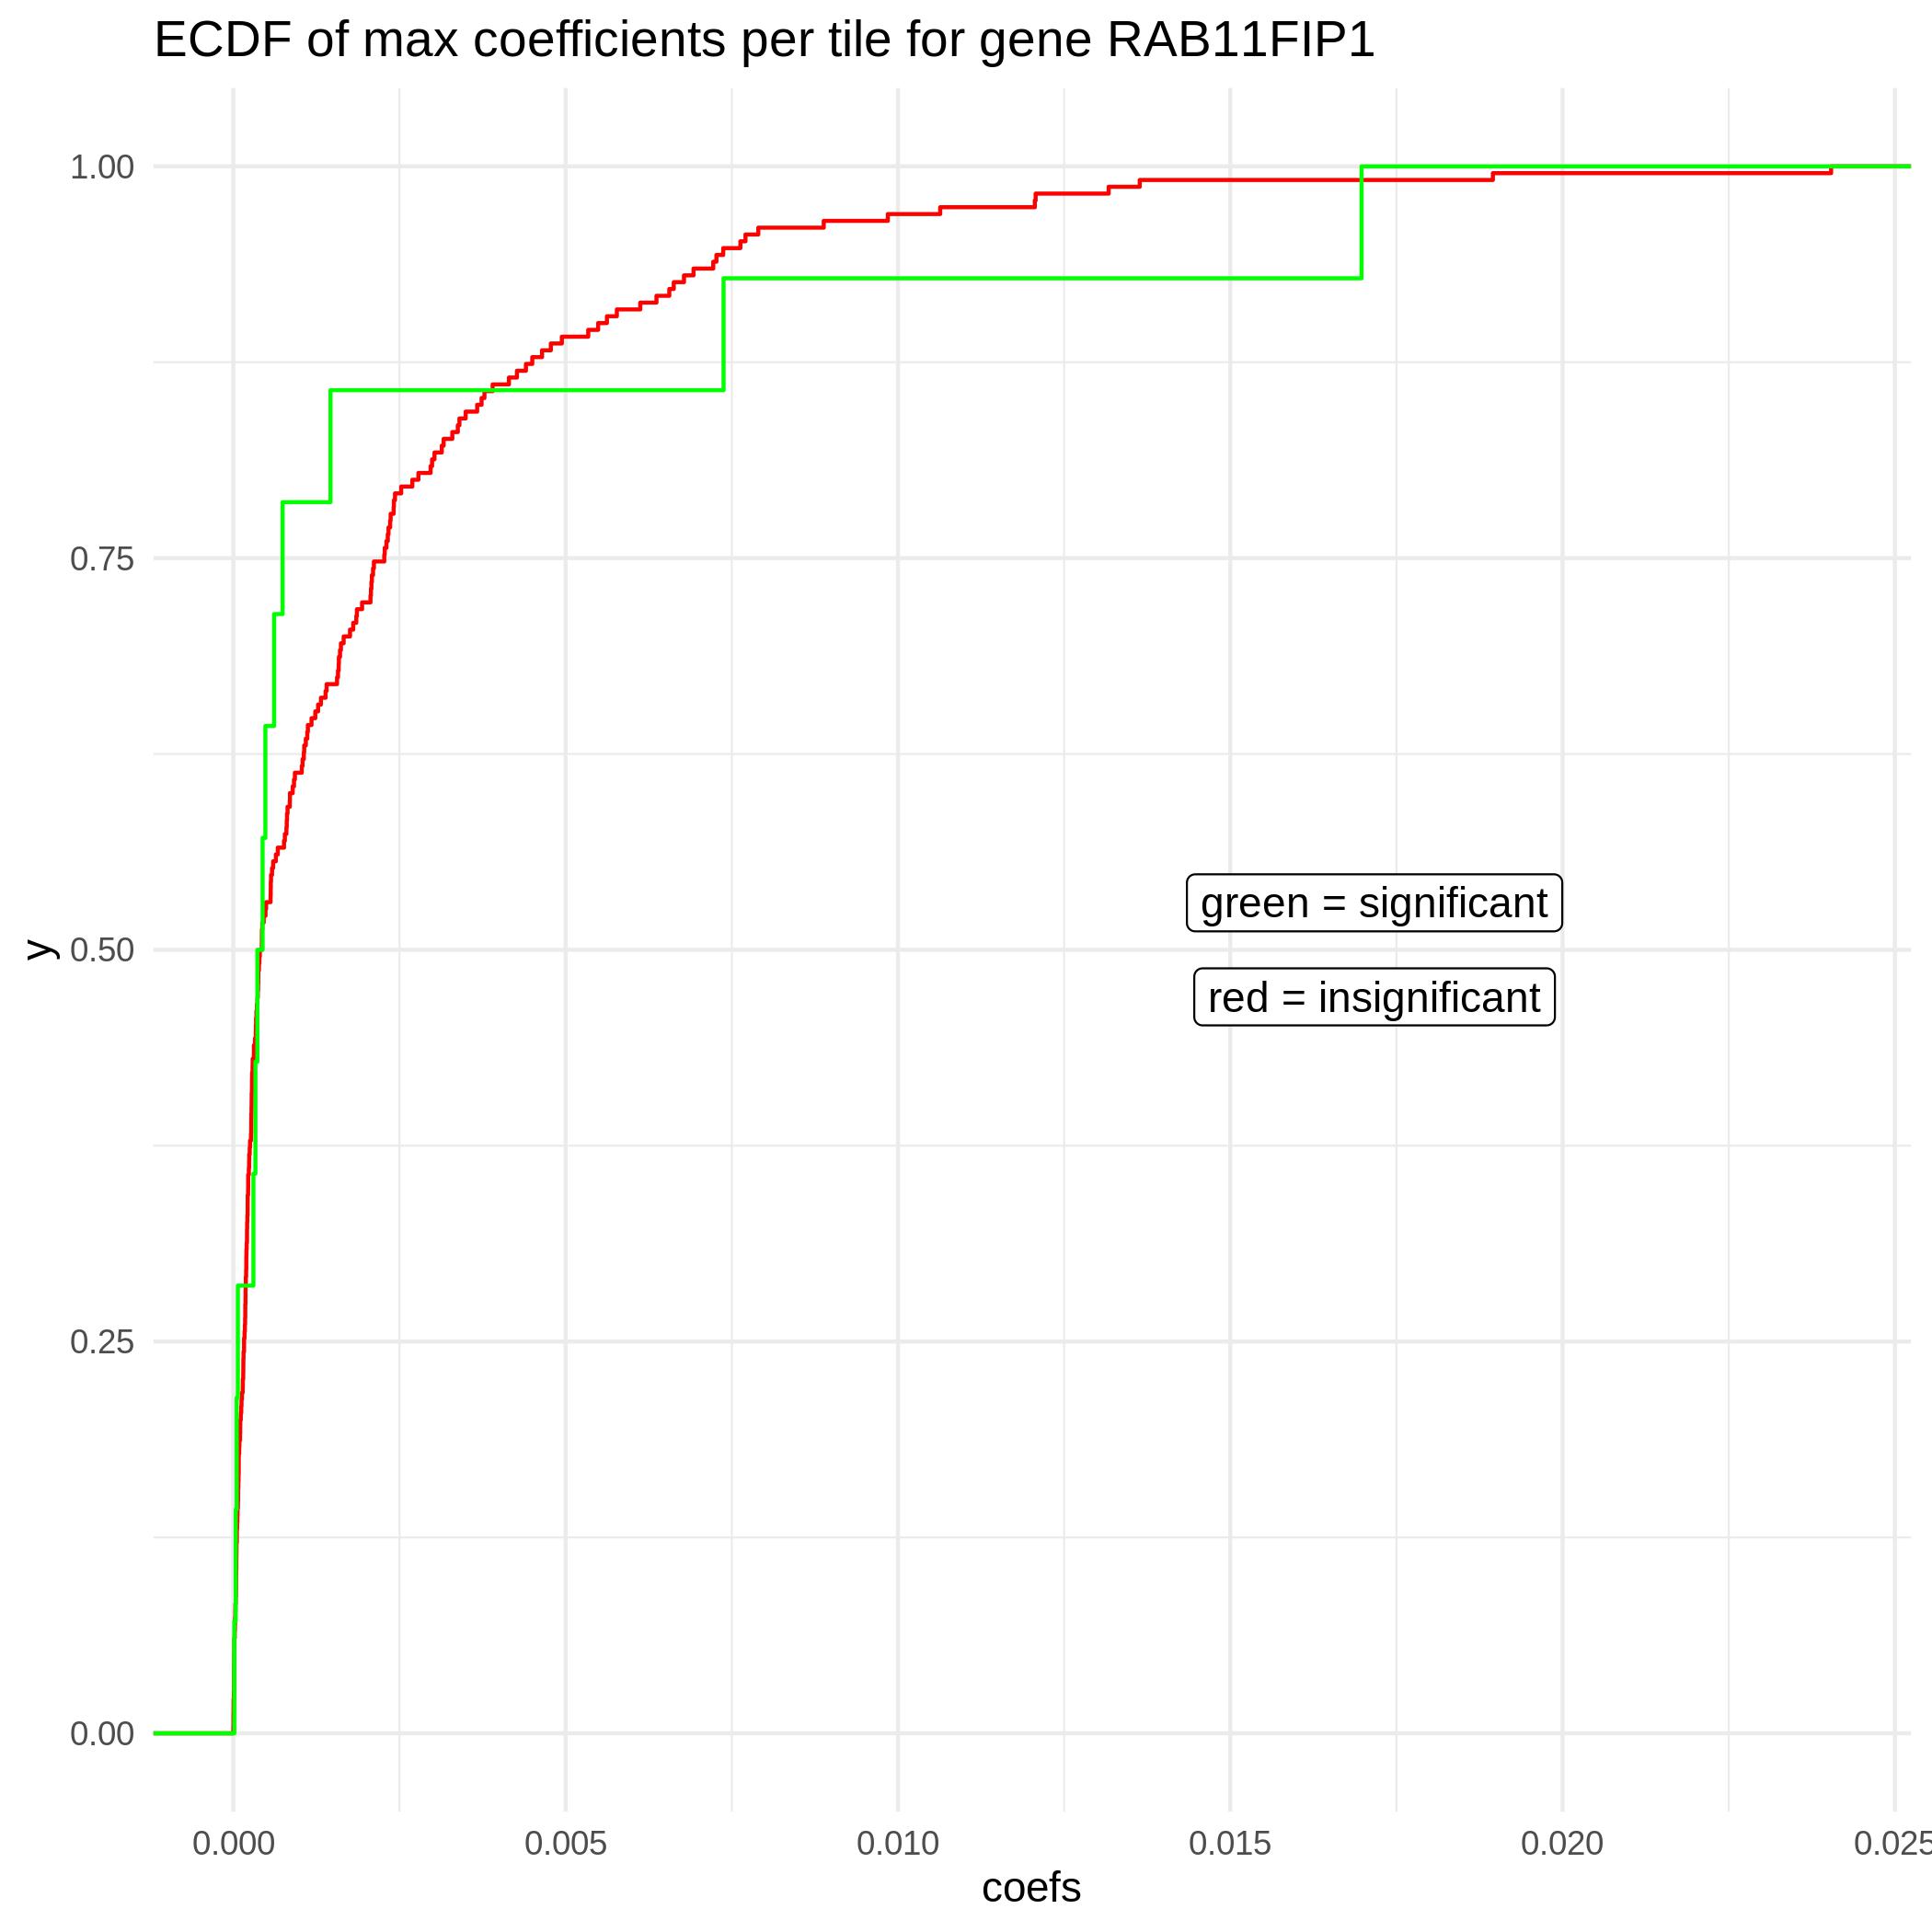 ECDF of max coefficients per tile for gene RAB11FIP1
1.00
0.75
0.50
0.25
0.00
y
green = significant
red = insignificant
0.000 0.005 0.010 0.015 0.020 0.025
coefs